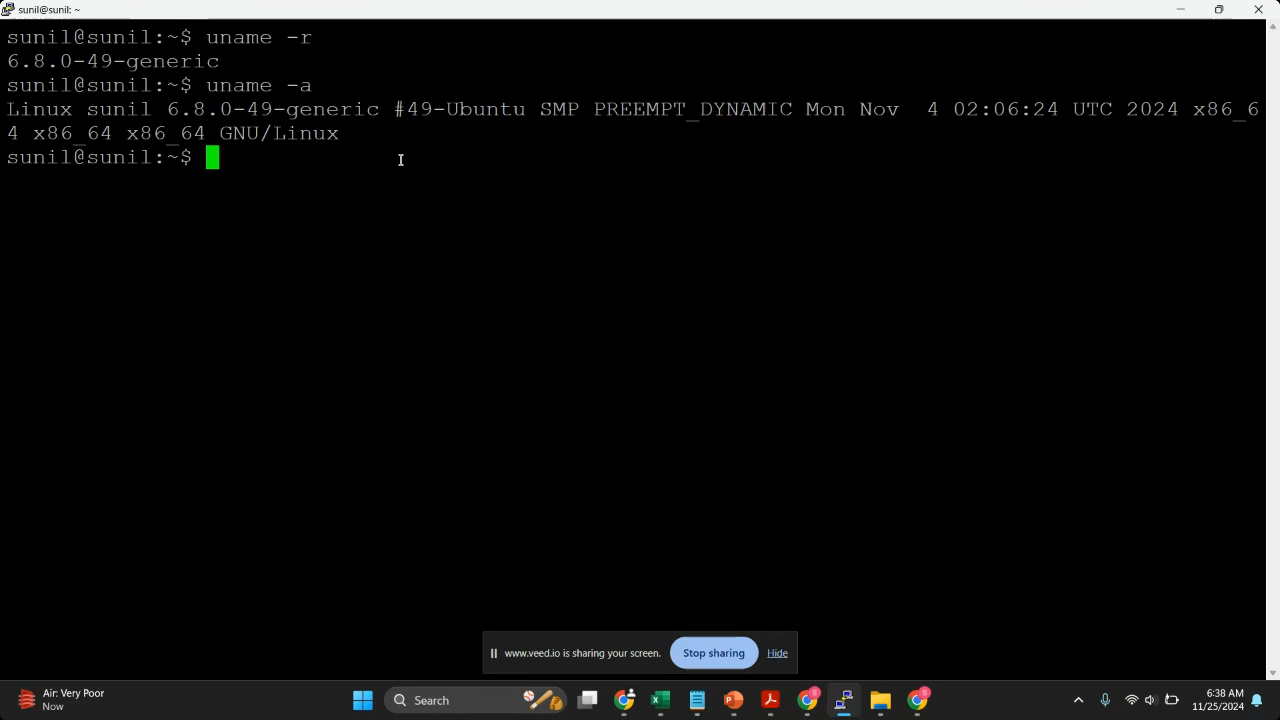 sunil@sunil: ~
sunil@sunil:~$ uname -r
6.8.0-49-generic
sunil@sunil:~$ uname -a
Linux sunil 6.8.0-49-generic #49-Ubuntu SMP PREEMPT_DYNAMIC Mon Nov  4 02:06:24 UTC 2024 x86_6
4 x86_64 x86_64 GNU/Linux
sunil@sunil:~$
www.veed.io is sharing your screen. Stop sharing Hide
Air: Very Poor
Now
Search
6:38 AM
11/25/2024